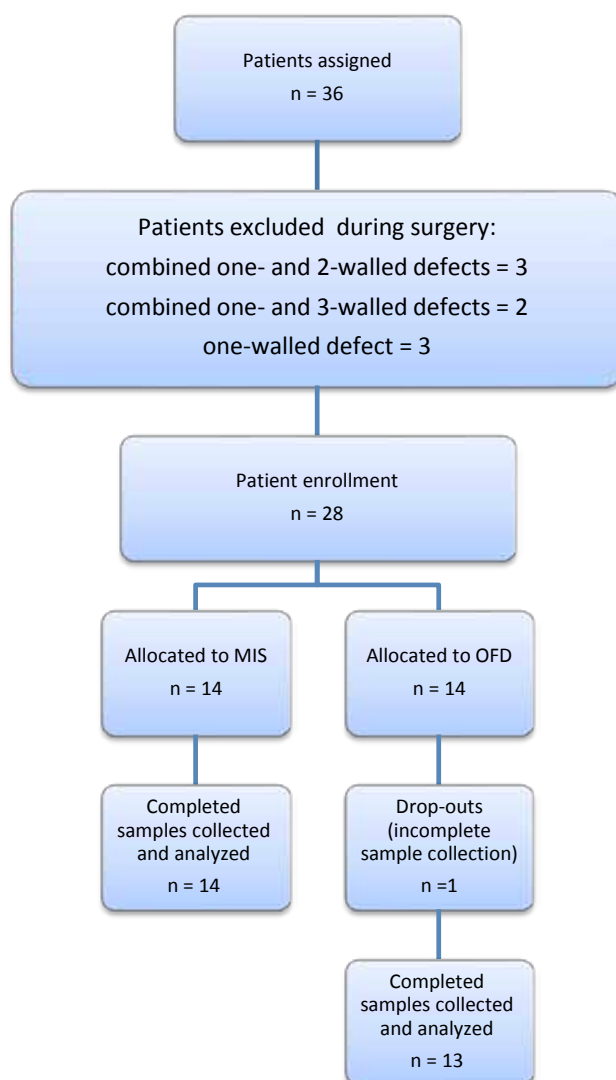 Patients assigned
n = 36
Patients excluded during surgery:
combined one- and 2-walled defects = 3
combined one- and 3-walled defects = 2
one-walled defect = 3
Patient enrollment
n = 28
Allocated to MIS
n = 14
Allocated to OFD
n = 14
Completed
samples collected
and analyzed
n = 14
Drop-outs
(incomplete
sample collection)
n =1
Completed
samples collected
and analyzed
n = 13